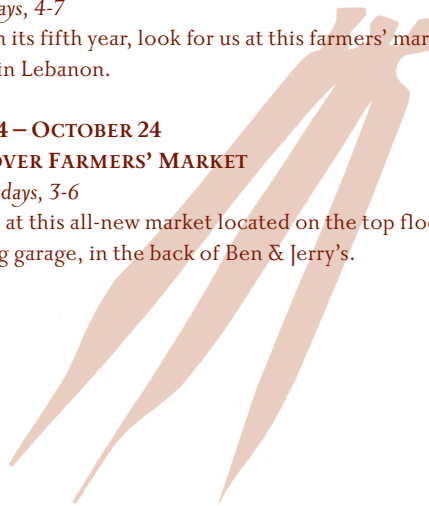 ays, 4-7
n its fifth year, look for us at this farmers’ mar
in Lebanon.
4 – October 24
over Farmers’ Market
days, 3-6
at this all-new market located on the top floo
g garage, in the back of Ben & Jerry’s.